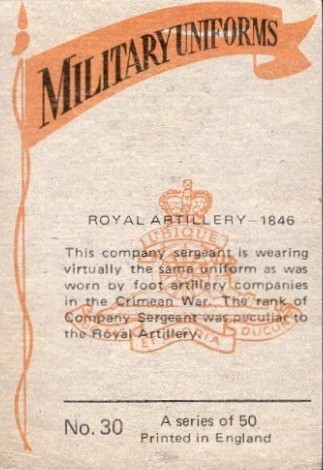 MILITARY UNIFORMS
ROYAL ARTILLERY—1846
UBIQUE
This company sergeant is wearing
virtually the same uniform as was
worn by foot artillery companies
in the Crimean War. The rank of
Company Sergeant was peculiar to
the Royal Artillery.
No. 30
A series of 50
Printed in England